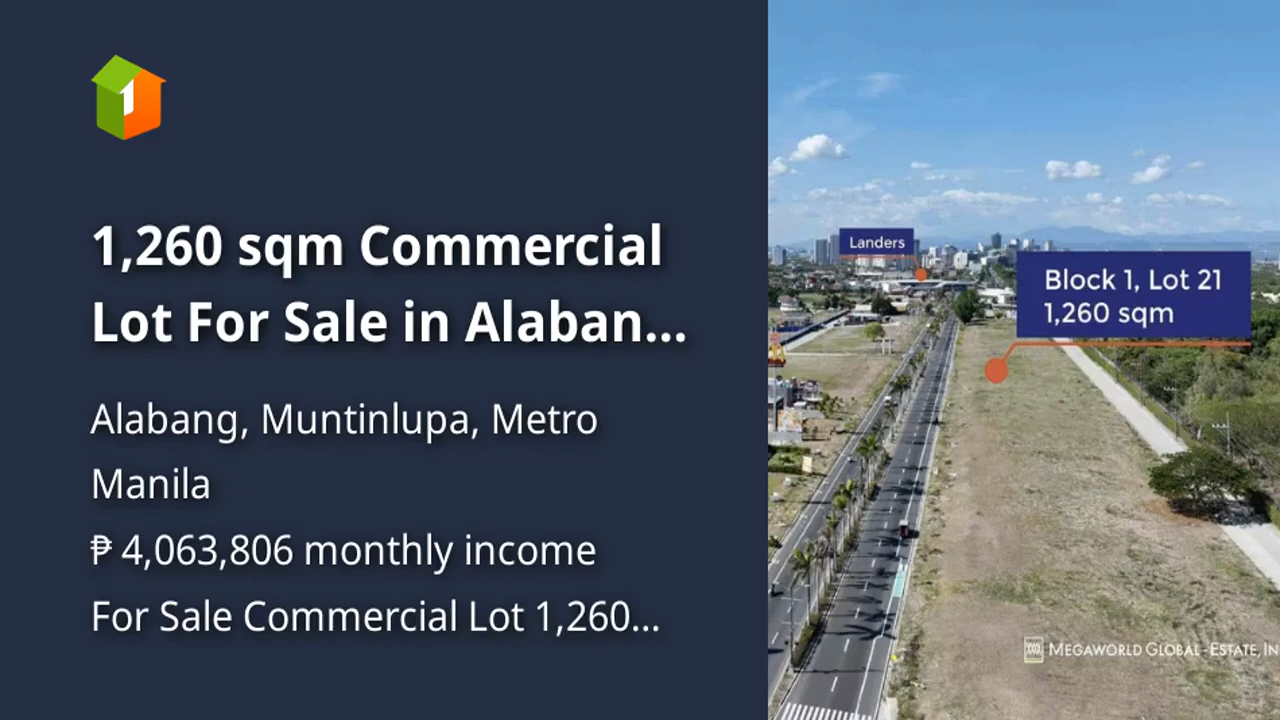 1,260 sqm Commercial
Lot For Sale in Alaban...
Alabang, Muntinlupa, Metro
Manila
₱ 4,063,806 monthly income
For Sale Commercial Lot 1,260...
Landers
Block 1, Lot 21
1,260 sqm
MEGAWORLD GLOBAL-ESTATE, IN